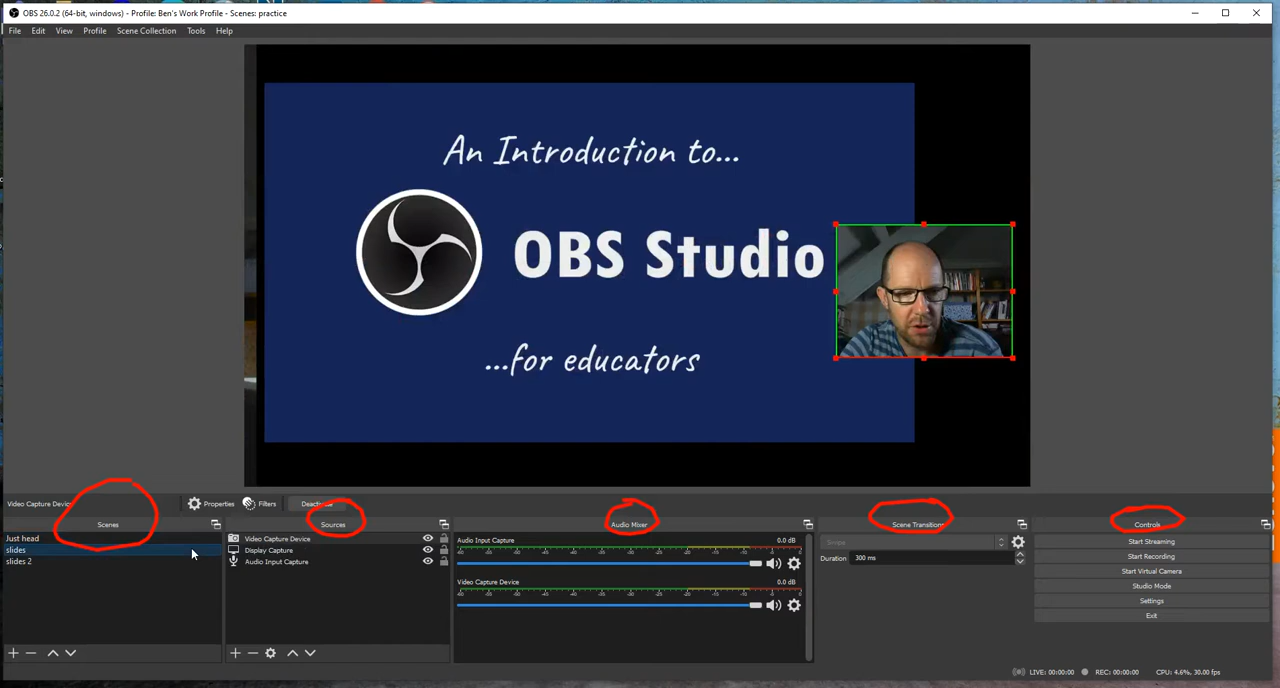 OBS 26.0.2 (64-bit, windows) - Profile: Ben's Work Profile - Scenes: practice
File Edit View Profile Scene Collection Tools Help
An Introduction to...
OBS Studio
...for educators
Video Capture Device Properties Filters
Scenes Sources Audio Mixer Scene Transitions Controls
Just head
slides
slides 2
Video Capture Device
Display Capture
Audio Input Capture
Audio Input Capture 0.0 dB
Video Capture Device 0.0 dB
Duration 300 ms
Start Streaming
Start Recording
Start Virtual Camera
Studio Mode
Settings
Exit
LIVE: 00:00:00 REC: 00:00:00 CPU: 4.6%, 30.00 fps